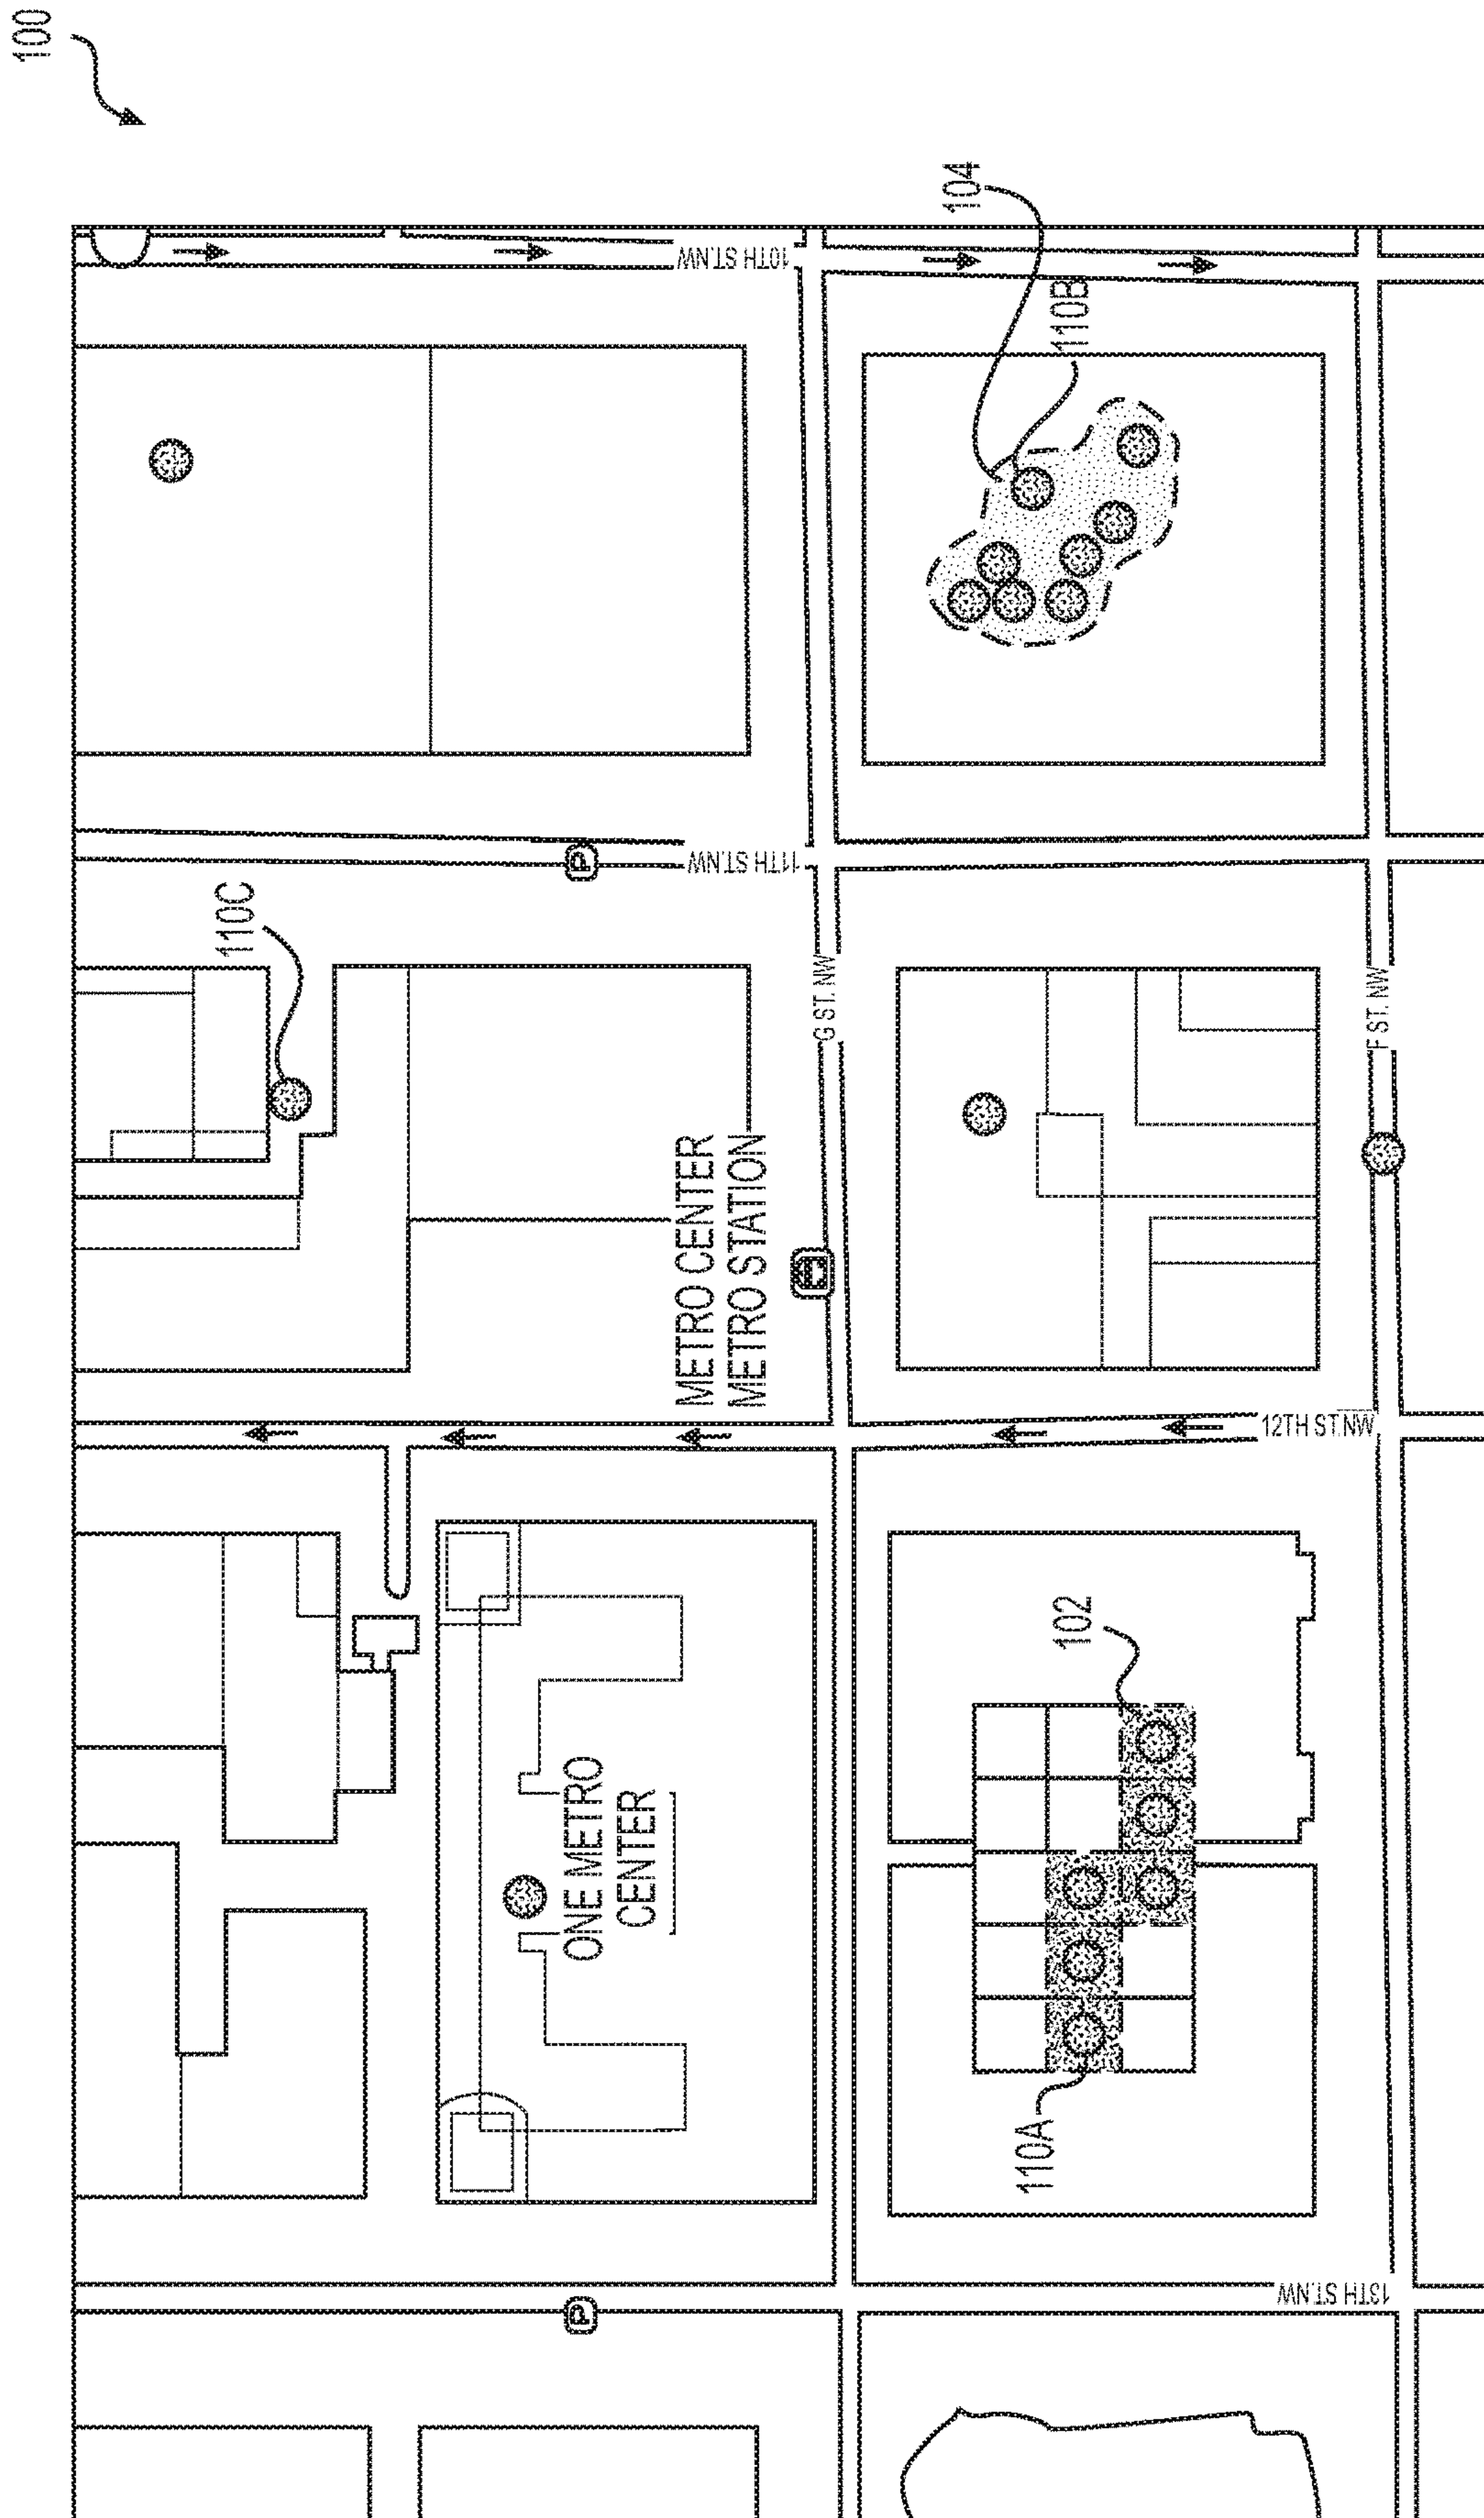 100
104
10TH ST.NW
110B
P
11TH ST.NW
110C
G ST. NW
F ST. NW
METRO CENTER
METRO STATION
12TH ST.NW
102
ONE METRO
CENTER
110A
13TH ST.NW
P